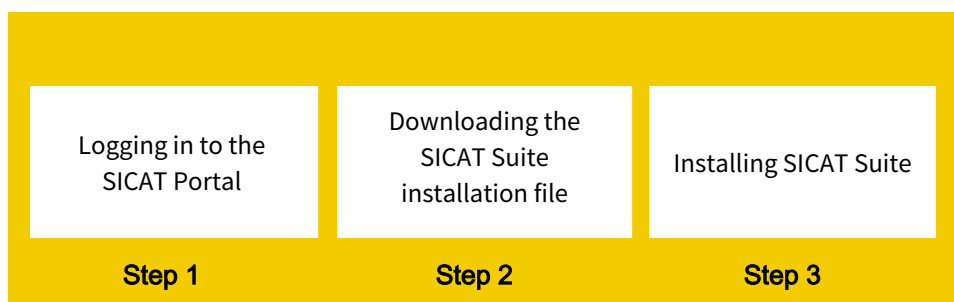 Logging in to the
SICAT Portal
Downloading the
SICAT Suite
installation file
Installing SICAT Suite
Step 1
Step 2
Step 3